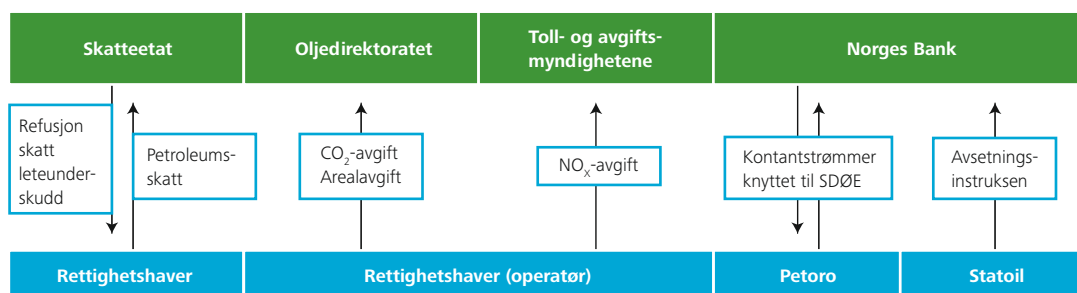 Skatteetat
Oljedirektoratet
Toll- og avgifts-
myndighetene
Norges Bank
Refusjon
skatt
leteunder-
skudd
Petroleums-
skatt
CO₂-avgift
Arealavgift
NOₓ-avgift
Kontantstrømmer
knyttet til SDØE
Avsetnings-
instruksen
Rettighetshaver
Rettighetshaver (operatør)
Petoro
Statoil